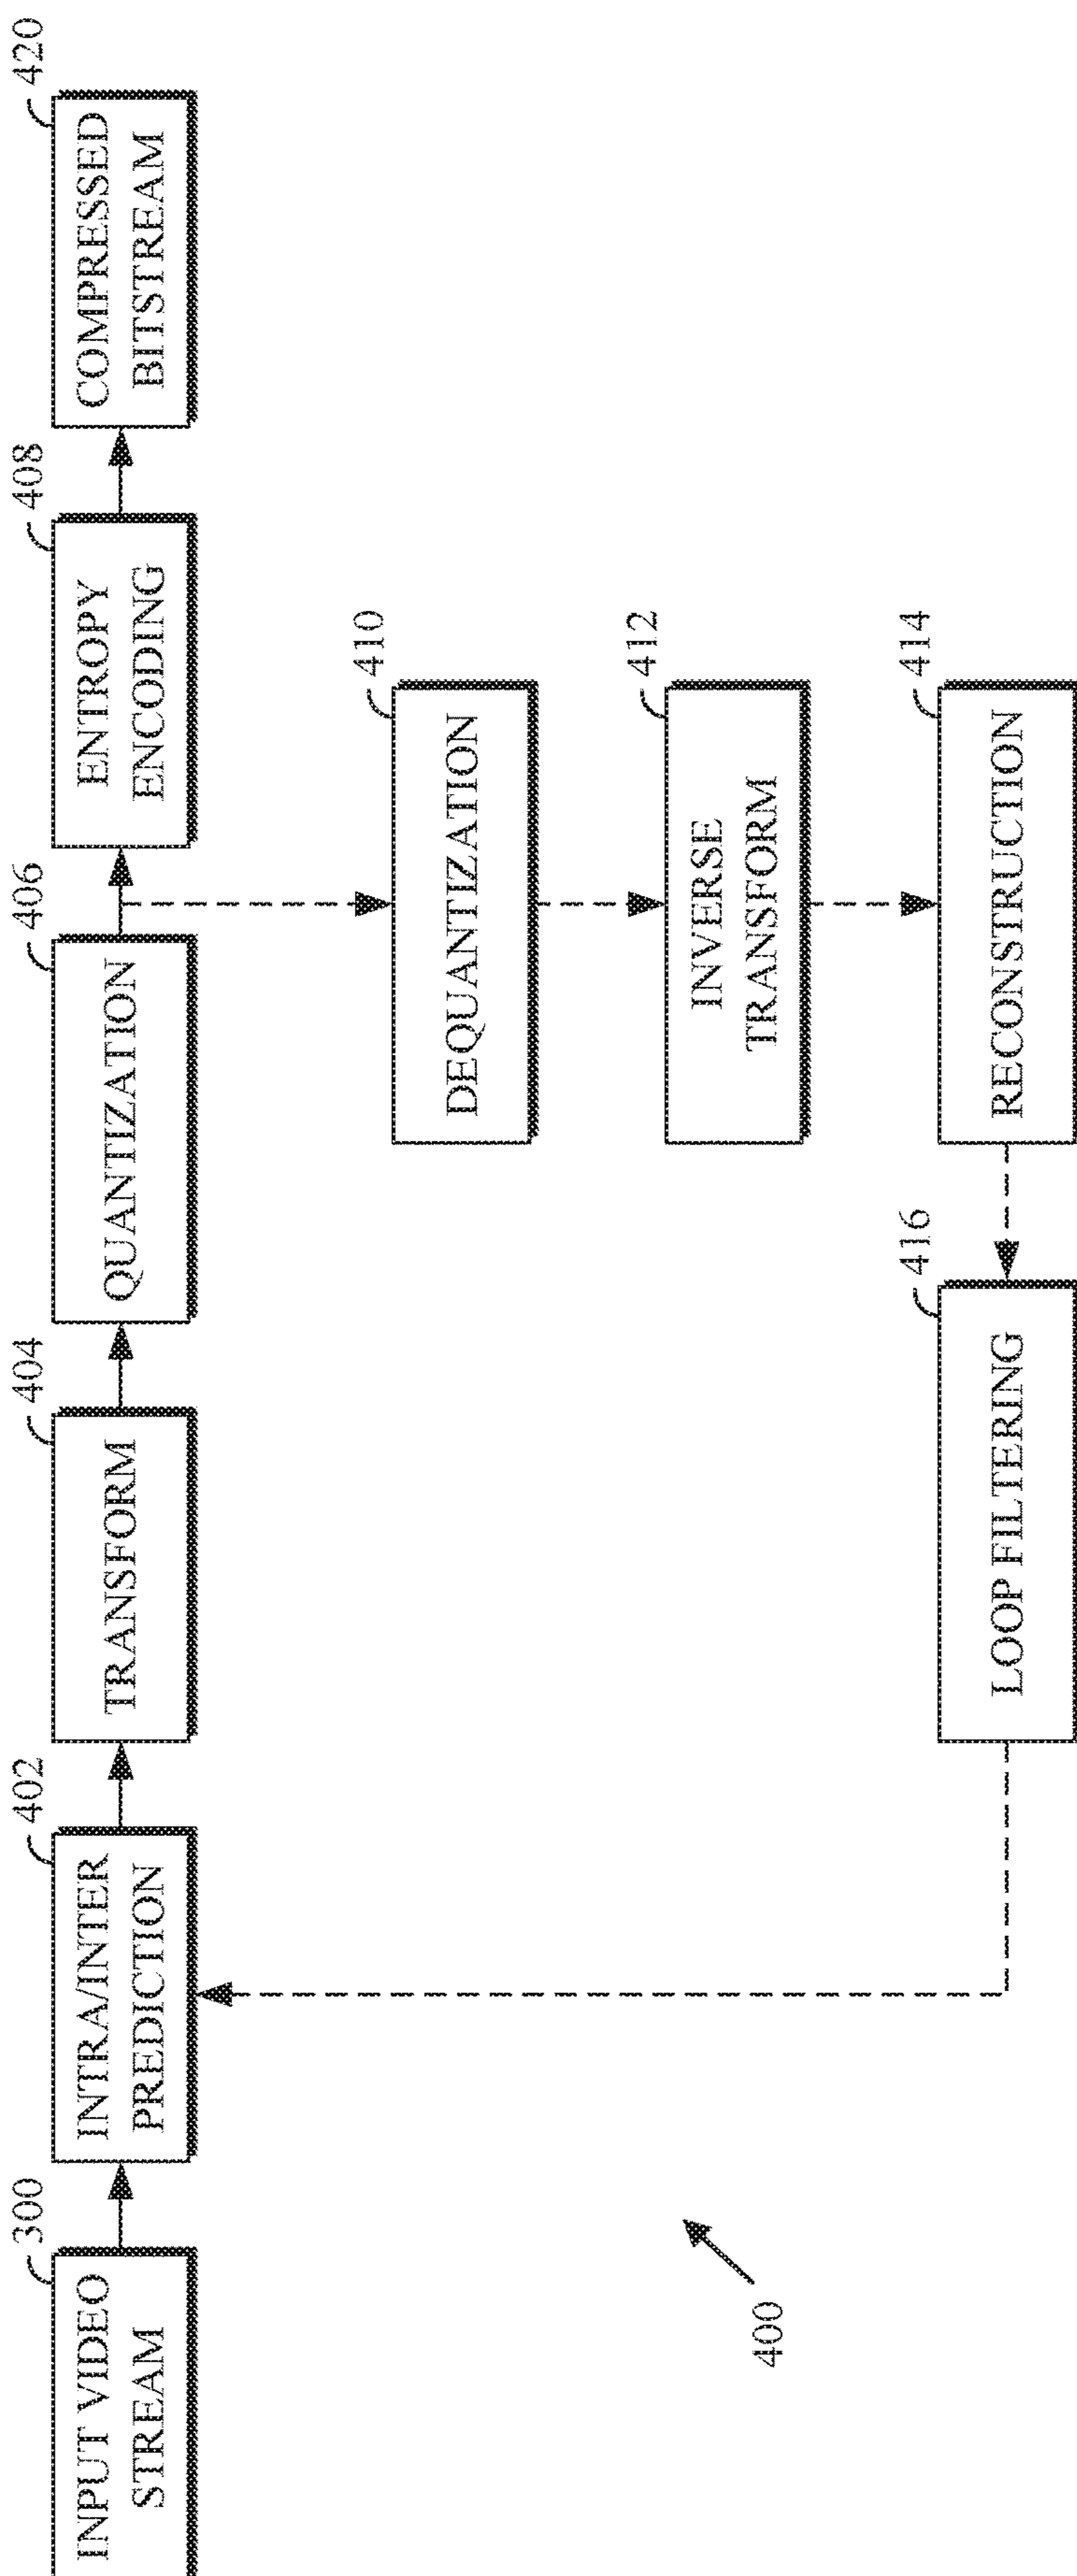 300
INPUT VIDEO
STREAM
402
INTRA/INTER
PREDICTION
404
TRANSFORM
406
QUANTIZATION
408
ENTROPY
ENCODING
420
COMPRESSED
BITSTREAM
410
DEQUANTIZATION
412
INVERSE
TRANSFORM
414
RECONSTRUCTION
416
LOOP FILTERING
400